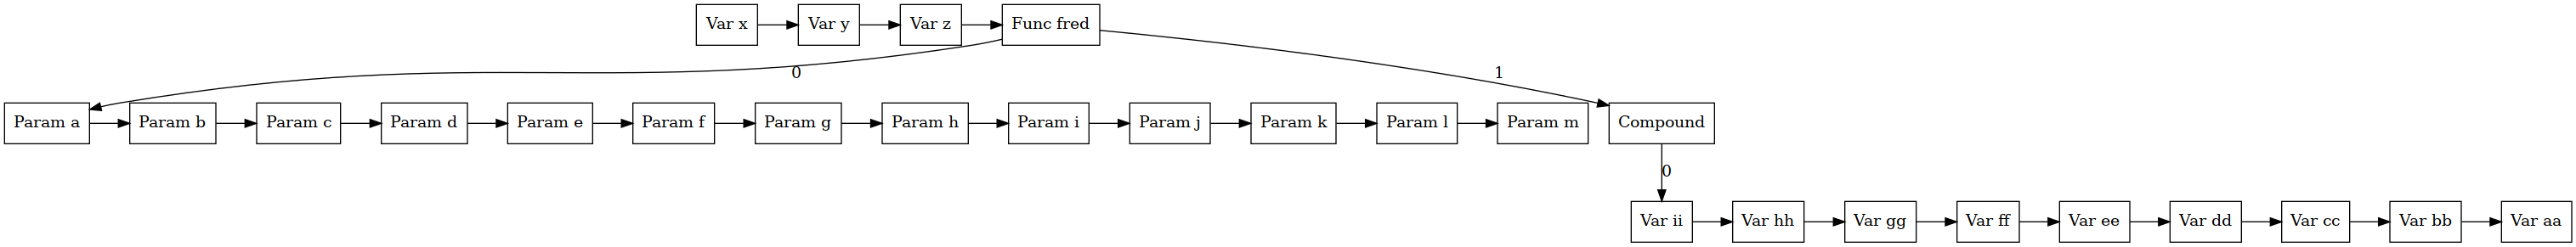 Var x Var y Var z Func fred
0 1
Param a Param b Param c Param d Param e Param f Param g Param h Param i Param j Param k Param l Param m Compound
0
Var ii Var hh Var gg Var ff Var ee Var dd Var cc Var bb Var aa